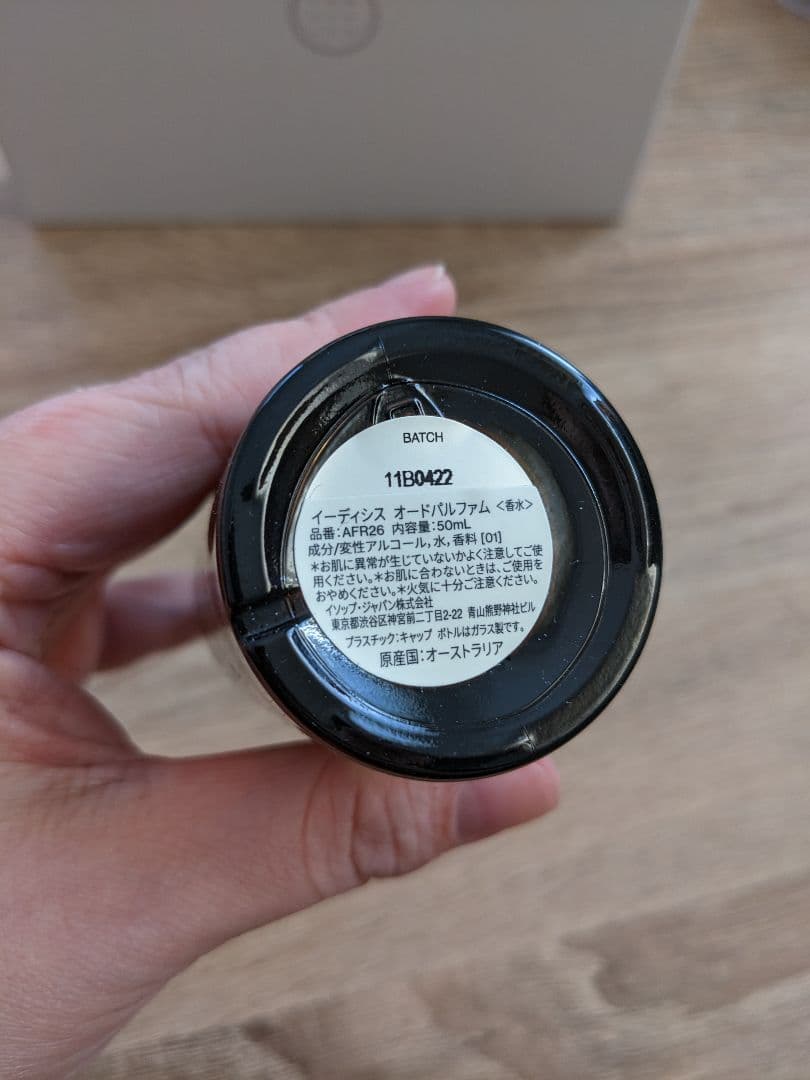 BATCH
11B0422
イーディシス オードパルファム <香水>
品番:AFR26 内容量:50mL
成分/変性アルコール, 水, 香料 [O1]
*お肌に異常が生じていないかよく注意してご使
用ください。*お肌に合わないときは、ご使用を
おやめください。*火気に十分ご注意ください。
イソップ・ジャパン株式会社
東京都渋谷区神宮前二丁目2-22 青山熊野神社ビル
プラスチック:キャップ ボトルはガラス製です。
原産国:オーストラリア